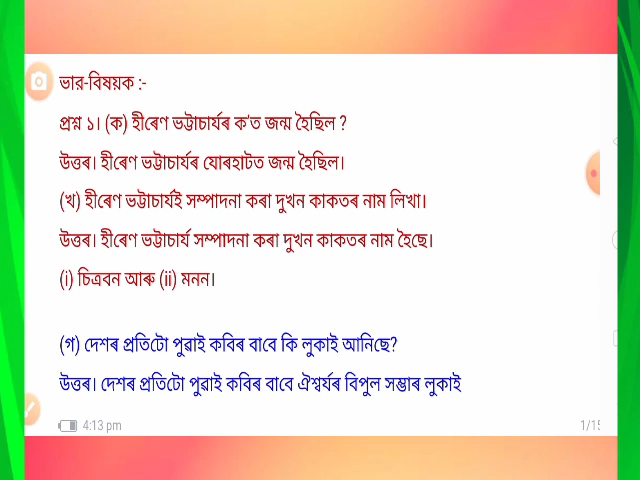 ভাৱ-বিষয়ক :-
প্ৰশ্ন ১। (ক) হীৰেণ ভট্টাচাৰ্যৰ ক'ত জন্ম হৈছিল ?
উত্তৰ। হীৰেণ ভট্টাচাৰ্যৰ যোৰহাটত জন্ম হৈছিল।
(খ) হীৰেণ ভট্টাচাৰ্যই সম্পাদনা কৰা দুখন কাকতৰ নাম লিখা।
উত্তৰ। হীৰেণ ভট্টাচাৰ্য সম্পাদনা কৰা দুখন কাকতৰ নাম হৈছে।
(i) চিত্ৰবন আৰু (ii) মনন।
(গ) দেশৰ প্ৰতিটো পুৱাই কবিৰ বাবে কি লুকাই আনিছে?
উত্তৰ। দেশৰ প্ৰতিটো পুৱাই কবিৰ বাবে ঐশ্বৰ্যৰ বিপুল সম্ভাৰ লুকাই
4:13 pm 1/15